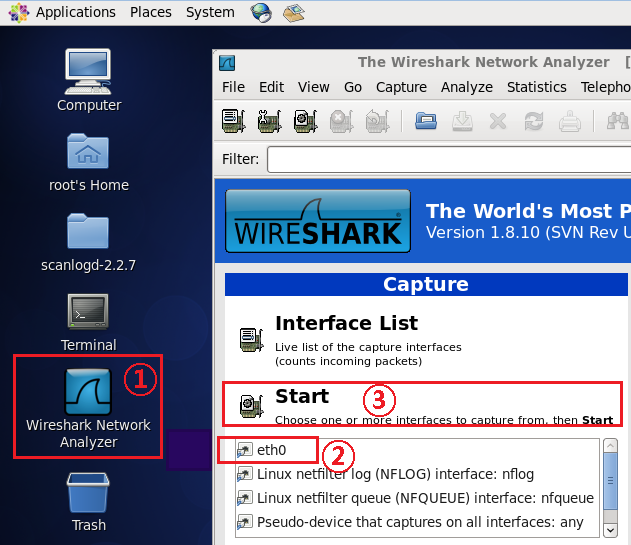 Applications Places System
Computer
root's Home
scanlogd-2.2.7
Terminal
①
Wireshark Network
Analyzer
Trash
The Wireshark Network Analyzer [
File Edit View Go Capture Analyze Statistics Telepho
Filter:
WIRESHARK
The World's Most P
Version 1.8.10 (SVN Rev U
Capture
Interface List
Live list of the capture interfaces
(counts incoming packets)
Start
③
Choose one or more interfaces to capture from, then Start
eth0
②
Linux netfilter log (NFLOG) interface: nflog
Linux netfilter queue (NFQUEUE) interface: nfqueue
Pseudo-device that captures on all interfaces: any